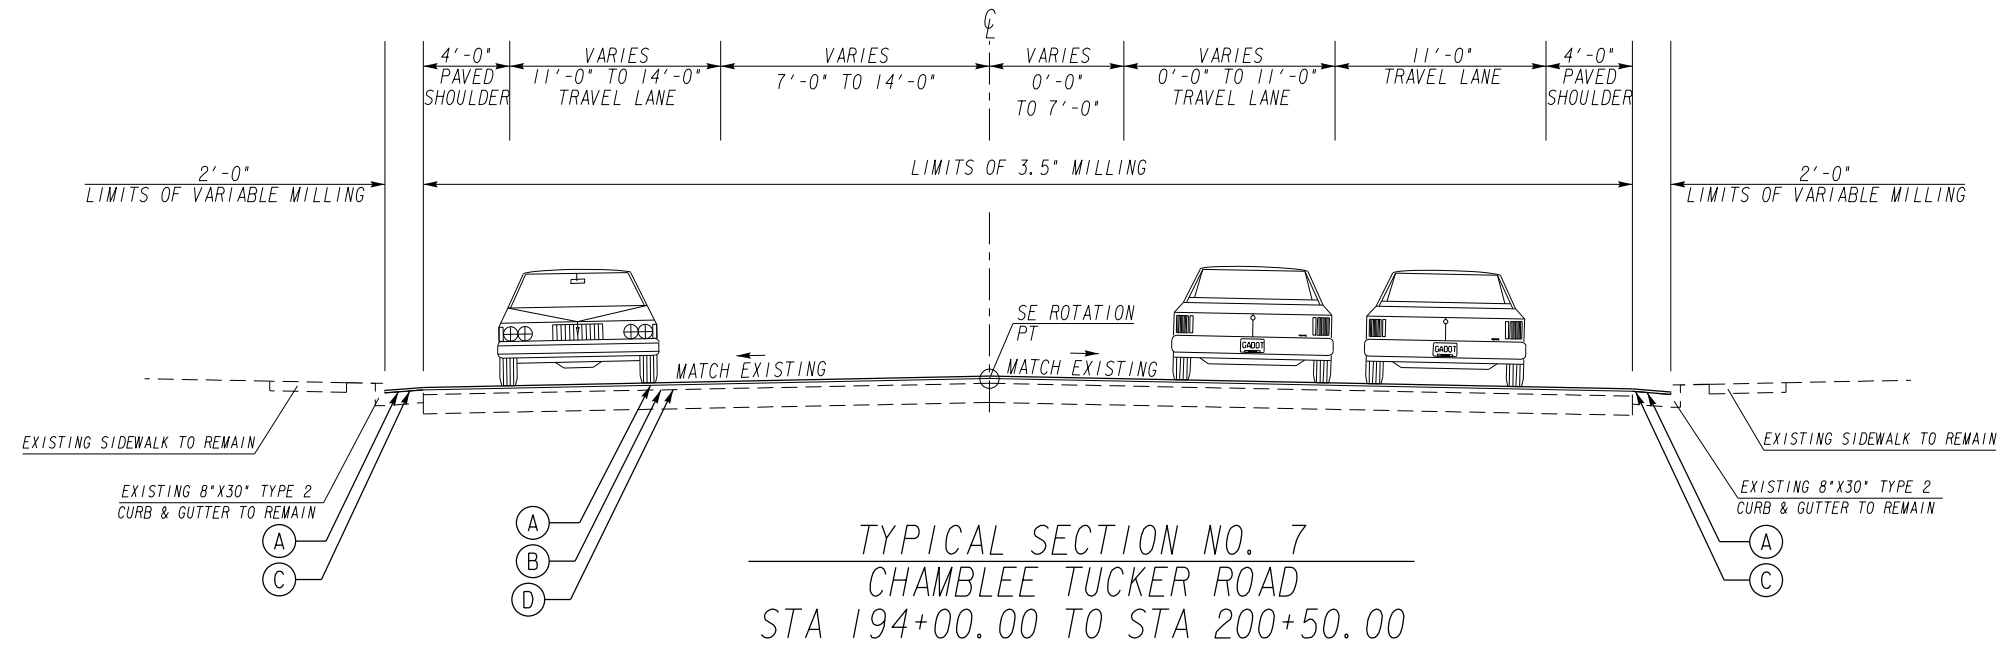 ℄
4'-0"
PAVED
SHOULDER
VARIES
11'-0" TO 14'-0"
TRAVEL LANE
VARIES
7'-0" TO 14'-0"
VARIES
0'-0"
TO 7'-0"
VARIES
0'-0" TO 11'-0"
TRAVEL LANE
11'-0"
TRAVEL LANE
4'-0"
PAVED
SHOULDER
2'-0"
LIMITS OF VARIABLE MILLING
LIMITS OF 3.5" MILLING
2'-0"
LIMITS OF VARIABLE MILLING
SE ROTATION
PT
MATCH EXISTING
MATCH EXISTING
GADOT
GADOT
EXISTING SIDEWALK TO REMAIN
EXISTING SIDEWALK TO REMAIN
EXISTING 8"X30" TYPE 2
CURB & GUTTER TO REMAIN
EXISTING 8"X30" TYPE 2
CURB & GUTTER TO REMAIN
A
C
A
B
D
A
C
TYPICAL SECTION NO. 7
CHAMBLEE TUCKER ROAD
STA 194+00.00 TO STA 200+50.00